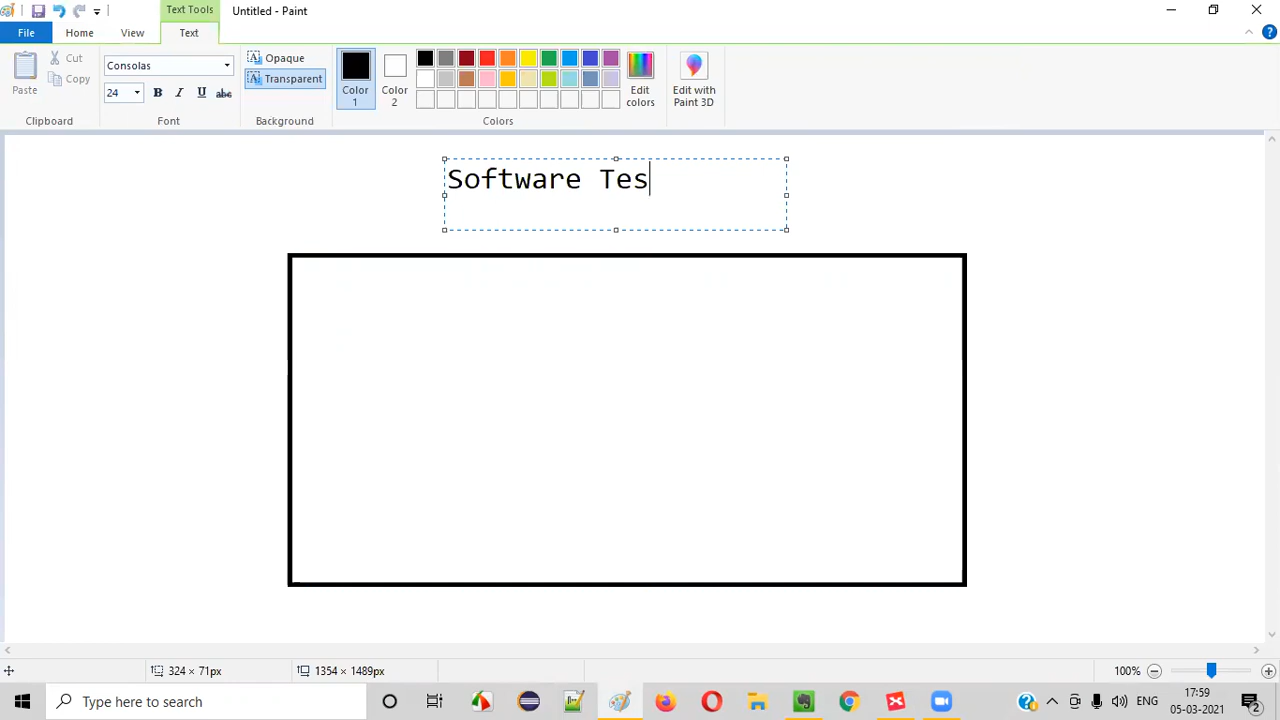 Text Tools
Untitled - Paint
File
Home
View
Text
Paste
Cut
Copy
Clipboard
Consolas
24
B I U abc
Font
Opaque
Transparent
Background
Color 1
Color 2
Edit colors
Colors
Edit with Paint 3D
Software Tes
324 × 71px
1354 × 1489px
100%
Type here to search
ENG
17:59
05-03-2021
2